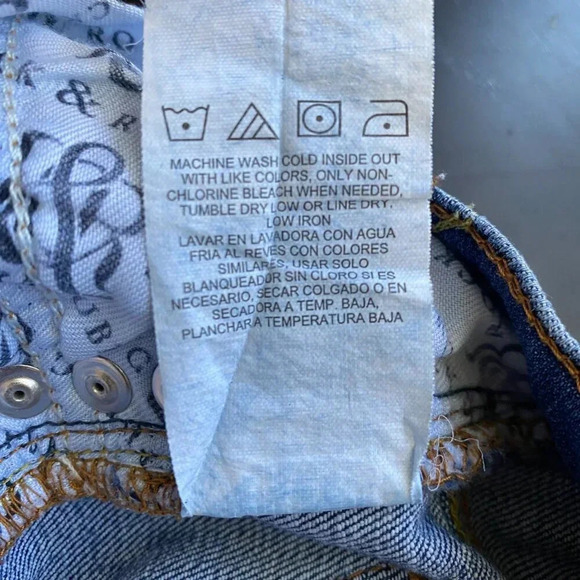 MACHINE WASH COLD INSIDE OUT
WITH LIKE COLORS, ONLY NON-
CHLORINE BLEACH WHEN NEEDED,
TUMBLE DRY LOW OR LINE DRY.
LOW IRON
LAVAR EN LAVADORA CON AGUA
FRIA AL REVES CON COLORES
SIMILARES, USAR SOLO
BLANQUEADOR SIN CLORO SI ES
NECESARIO, SECAR COLGADO O EN
SECADORA A TEMP. BAJA,
PLANCHAR A TEMPERATURA BAJA